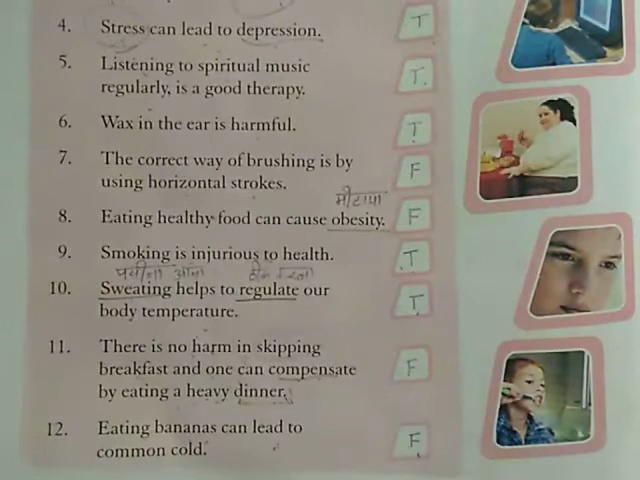 4. Stress can lead to depression. T
5. Listening to spiritual music
regularly, is a good therapy. T.
6. Wax in the ear is harmful. T
7. The correct way of brushing is by
using horizontal strokes. F
मोटापा
8. Eating healthy food can cause obesity. F
9. Smoking is injurious to health. T
पसीना आना
10. Sweating helps to regulate our
body temperature. T
11. There is no harm in skipping
breakfast and one can compensate
by eating a heavy dinner. F
12. Eating bananas can lead to
common cold. F